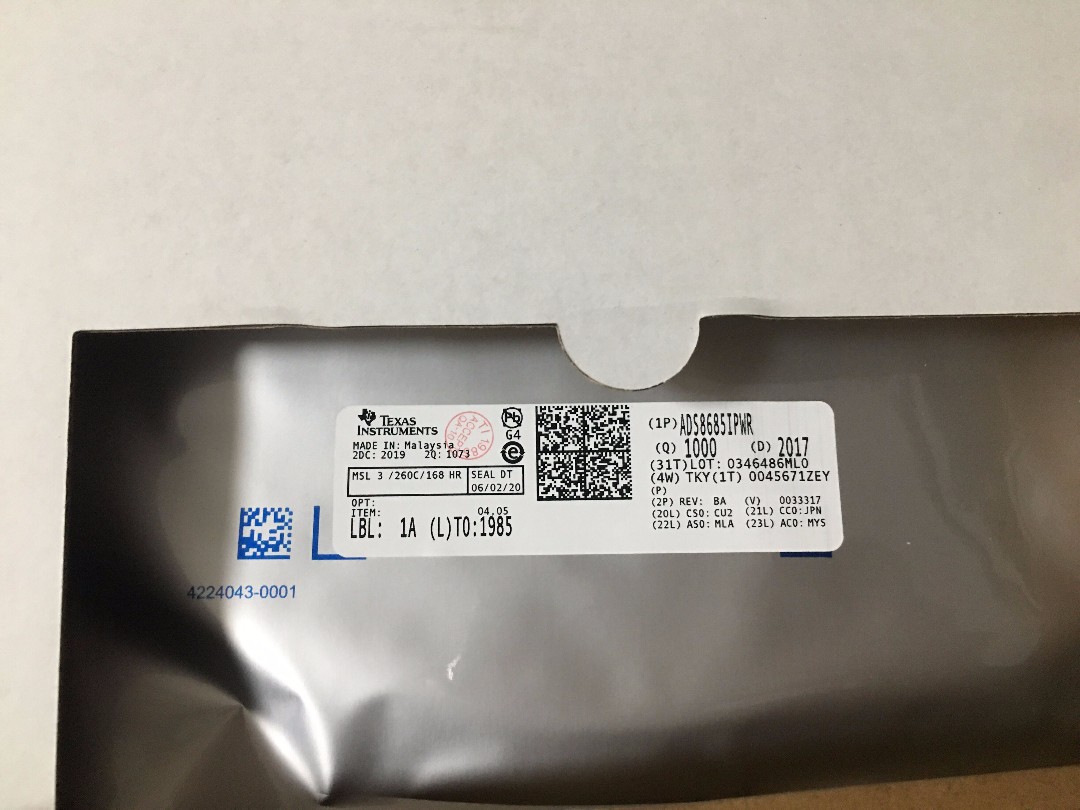 TEXAS
INSTRUMENTS
MADE IN: Malaysia
2DC: 2019 2Q: 1073
MSL 3 /260C/168 HR
SEAL DT
06/02/20
OPT:
ITEM: 04,05
LBL: 1A (L)TO:1985
Pb
G4
e
(1P) ADS8685IPWR
(Q) 1000 (D) 2017
(31T)LOT: 0346486ML0
(4W) TKY(1T) 0045671ZEY
(P)
(2P) REV: BA (V) 0033317
(20L) CSO: CU2 (21L) CCO:JPN
(22L) ASO: MLA (23L) ACO: MYS
4224043-0001